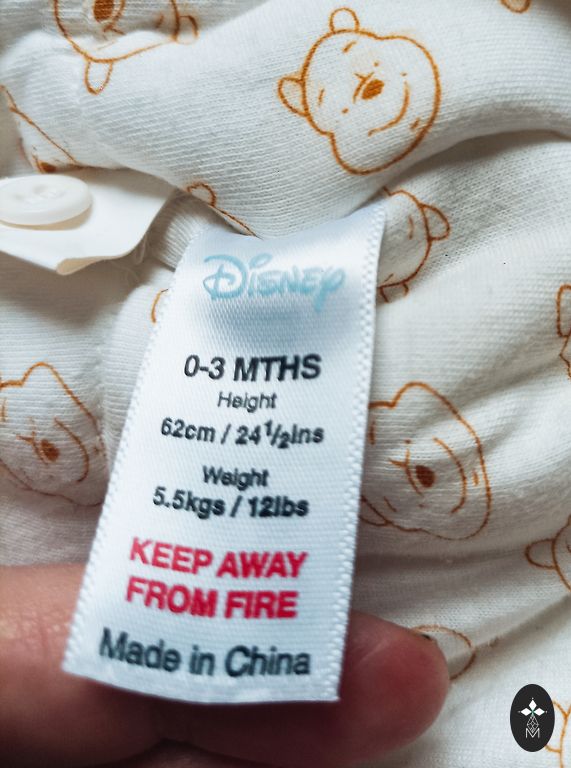 Disney
0-3 MTHS
Height
62cm / 24½Ins
Weight
5.5kgs / 12lbs
KEEP AWAY
FROM FIRE
Made in China
M